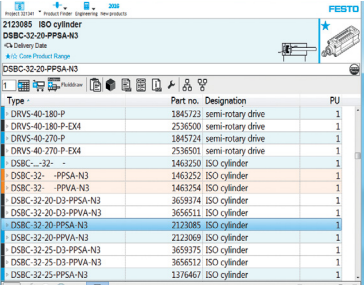 2026
FESTO
Project 321341 Product Finder Engineering New products
2123085 ISO cylinder
DSBC-32-20-PPSA-N3
Delivery Date
Core Product Range
DSBC-32-20-PPSA-N3
1 Fluiddraw
Type Part no. Designation PU
DRVS-40-180-P 1845723 semi-rotary drive 1
DRVS-40-180-P-EX4 2536500 semi-rotary drive 1
DRVS-40-270-P 1845724 semi-rotary drive 1
DRVS-40-270-P-EX4 2536501 semi-rotary drive 1
DSBC-...-32- - 1463250 ISO cylinder 1
DSBC-32- -PPSA-N3 1463252 ISO cylinder 1
DSBC-32- -PPVA-N3 1463254 ISO cylinder 1
DSBC-32-20-D3-PPSA-N3 3659374 ISO cylinder 1
DSBC-32-20-D3-PPVA-N3 3656511 ISO cylinder 1
DSBC-32-20-PPSA-N3 2123085 ISO cylinder 1
DSBC-32-20-PPVA-N3 2123069 ISO cylinder 1
DSBC-32-25-D3-PPSA-N3 3659375 ISO cylinder 1
DSBC-32-25-D3-PPVA-N3 3656512 ISO cylinder 1
DSBC-32-25-PPSA-N3 1376467 ISO cylinder 1